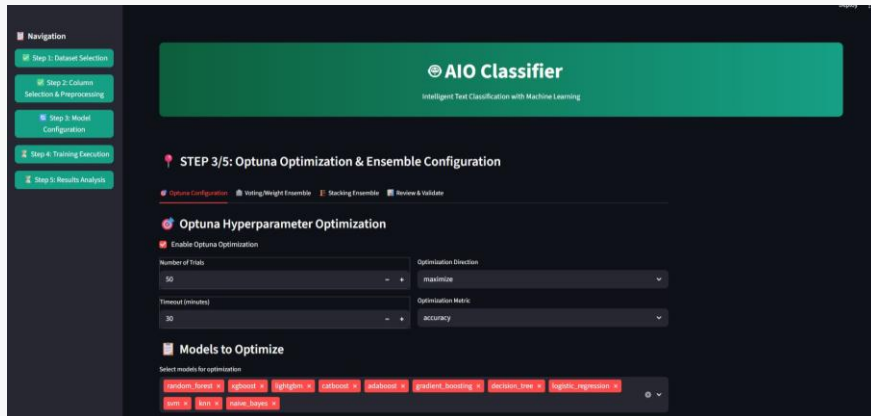 Deploy
Navigation
Step 1: Dataset Selection
Step 2: Column
Selection & Preprocessing
Step 3: Model
Configuration
Step 4: Training Execution
Step 5: Results Analysis
AIO Classifier
Intelligent Text Classification with Machine Learning
STEP 3/5: Optuna Optimization & Ensemble Configuration
Optuna Configuration Voting/Weight Ensemble Stacking Ensemble Review & Validate
Optuna Hyperparameter Optimization
Enable Optuna Optimization
Number of Trials Optimization Direction
50 - + maximize
Timeout (minutes) Optimization Metric
30 - + accuracy
Models to Optimize
Select models for optimization
random_forest × xgboost × lightgbm × catboost × adaboost × gradient_boosting × decision_tree × logistic_regression ×
svm × knn × naive_bayes ×